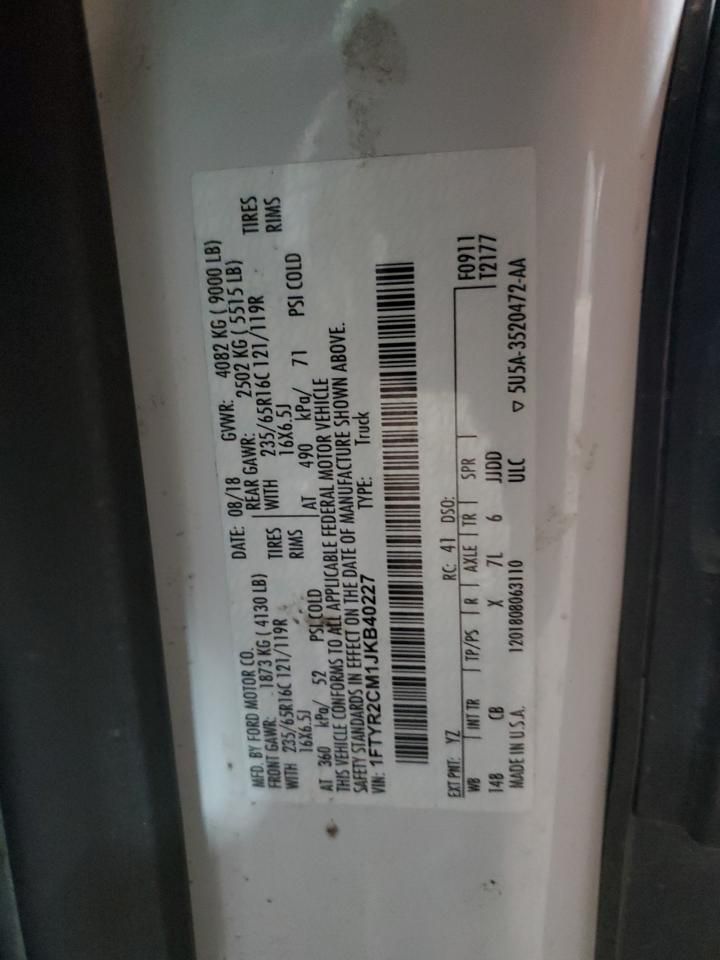 MFD. BY FORD MOTOR CO. DATE: 08/18 GVWR: 4082 KG ( 9000 LB)
FRONT GAWR: 1873 KG ( 4130 LB) REAR GAWR: 2502 KG ( 5515 LB)
WITH 235/65R16C 121/119R TIRES WITH 235/65R16C 121/119R TIRES
16X6.5J RIMS 16X6.5J RIMS
AT 360 kPa/ 52 PSI COLD AT 490 kPa/ 71 PSI COLD
THIS VEHICLE CONFORMS TO ALL APPLICABLE FEDERAL MOTOR VEHICLE
SAFETY STANDARDS IN EFFECT ON THE DATE OF MANUFACTURE SHOWN ABOVE.
VIN: 1FTYR2CM1JKB40227 TYPE: Truck
EXT PNT: YZ RC: 41 DSO: F0911
WB INT TR TP/PS R AXLE TR SPR T2177
148 CB X 7L 6 JJDD
MADE IN U.S.A. 1201808063110 ULC ▽ 5U5A-3520472-AA